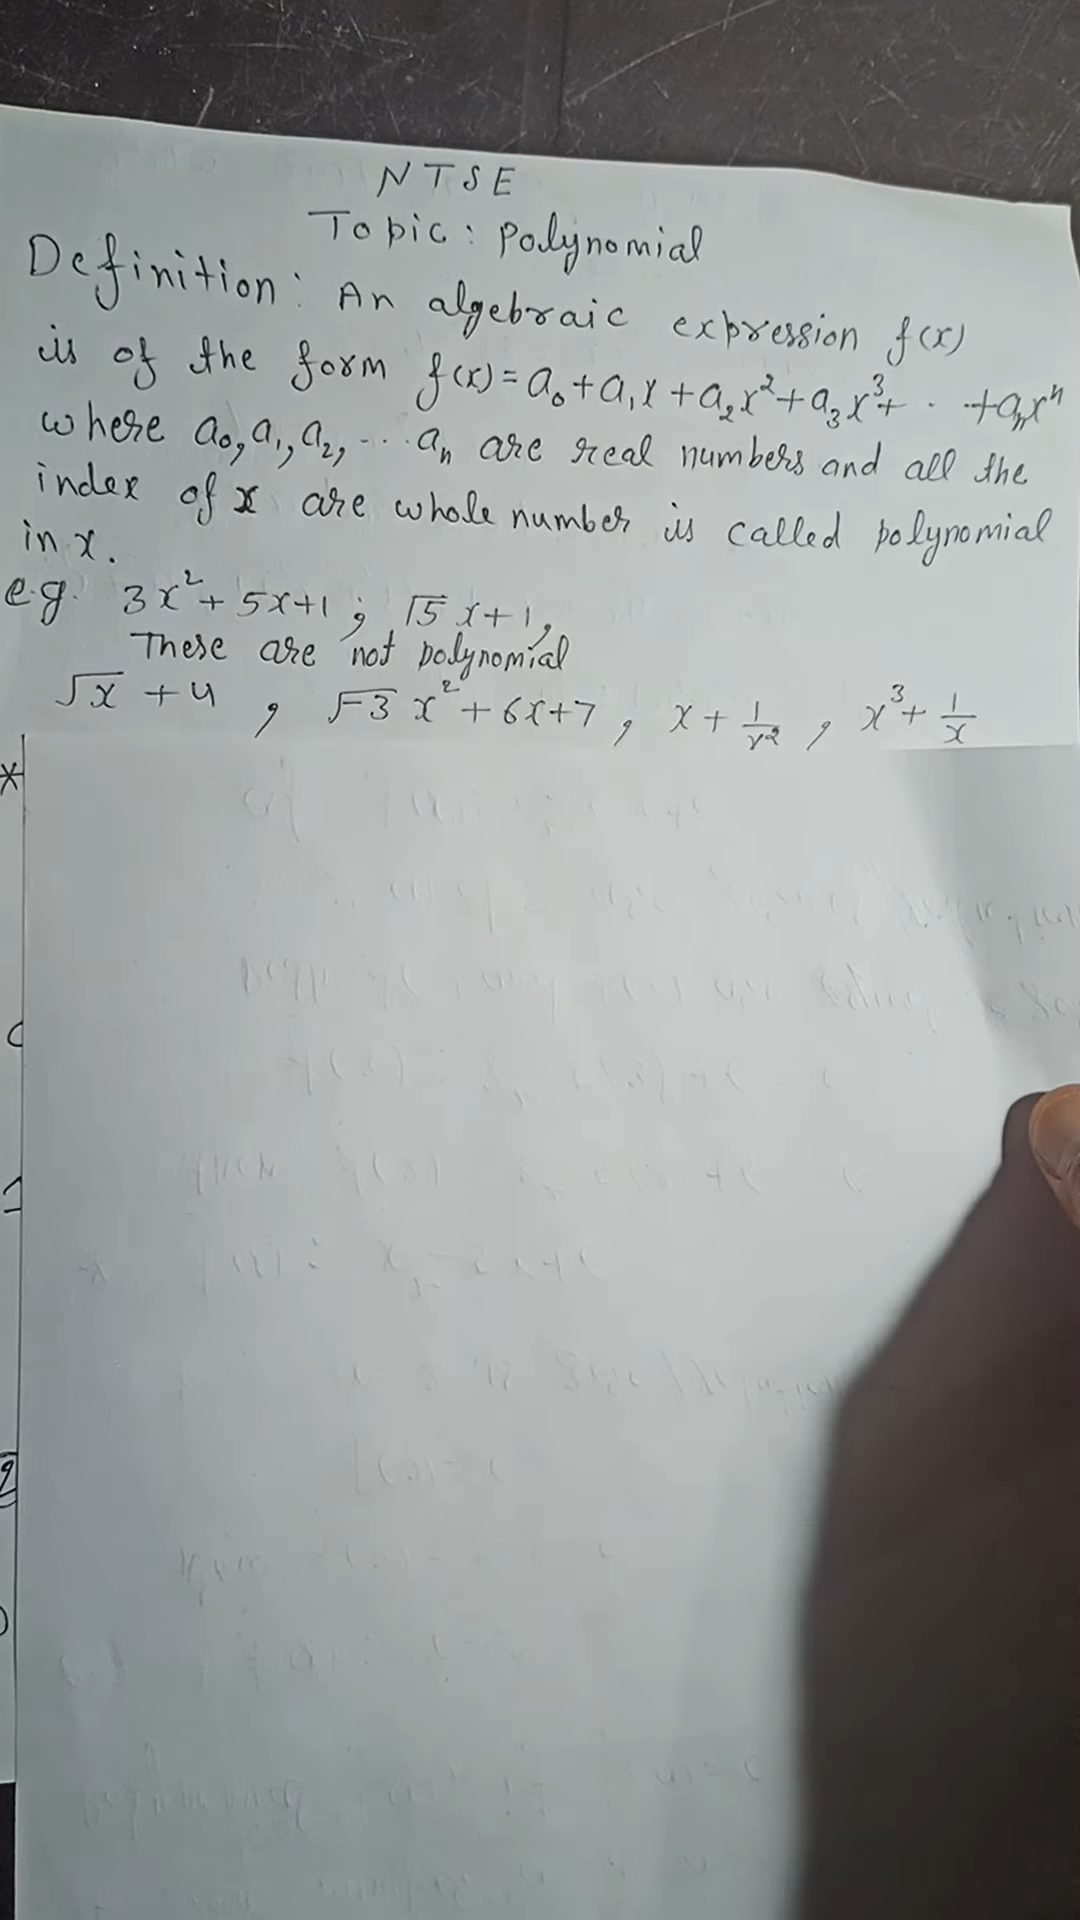 NTSE
Topic: Polynomial
Definition: An algebraic expression f(x)
is of the form f(x)=a₀+a₁x+a₂x²+a₃x³+ . . +aₙxⁿ
where a₀, a₁, a₂, ... aₙ are real numbers and all the
index of x are whole number is called polynomial
in x.
e.g. 3x²+5x+1 ; √5 x+1,
These are not polynomial
√x +4 , √-3 x²+6x+7 , x+1/x² , x³+1/x
*